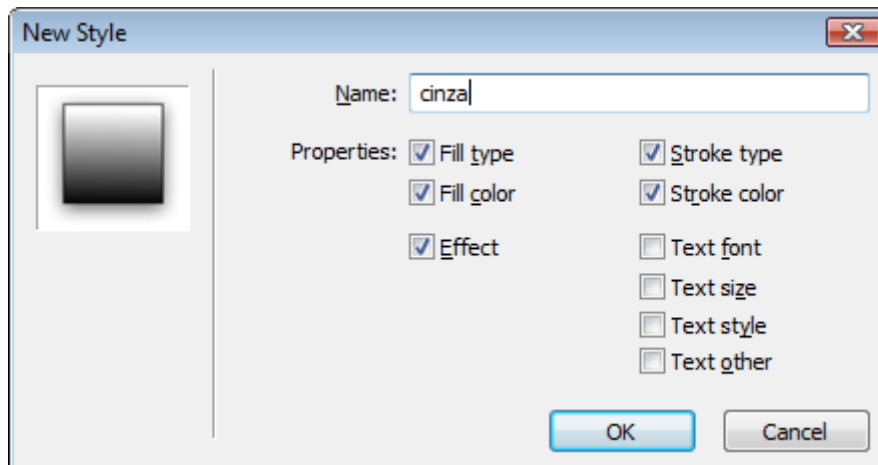 New Style
Name: cinza
Properties: Fill type Stroke type
Fill color Stroke color
Effect Text font
Text size
Text style
Text other
OK Cancel